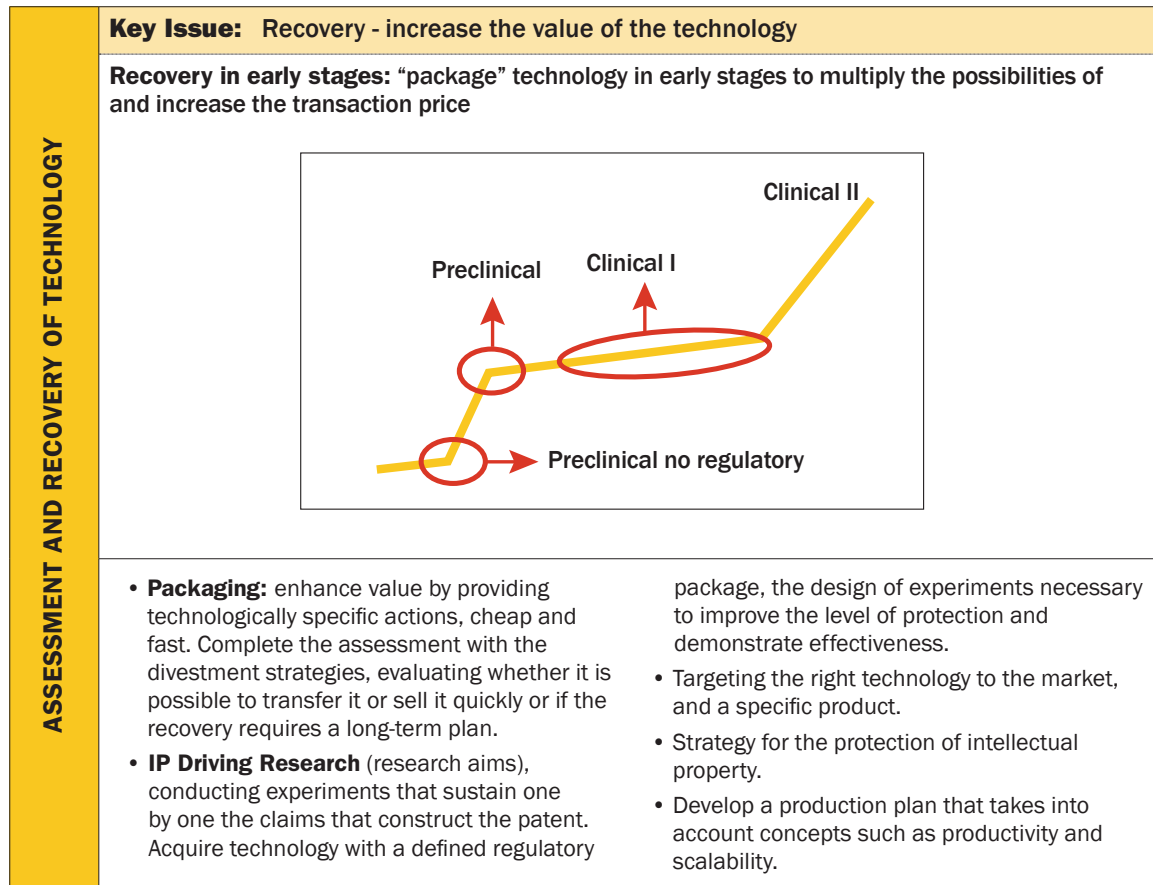 ASSESSMENT AND RECOVERY OF TECHNOLOGY
Key Issue: Recovery - increase the value of the technology
Recovery in early stages: “package” technology in early stages to multiply the possibilities of
and increase the transaction price
Clinical II
Preclinical
Clinical I
Preclinical no regulatory
• Packaging: enhance value by providing
technologically specific actions, cheap and
fast. Complete the assessment with the
divestment strategies, evaluating whether it is
possible to transfer it or sell it quickly or if the
recovery requires a long-term plan.
• IP Driving Research (research aims),
conducting experiments that sustain one
by one the claims that construct the patent.
Acquire technology with a defined regulatory
package, the design of experiments necessary
to improve the level of protection and
demonstrate effectiveness.
• Targeting the right technology to the market,
and a specific product.
• Strategy for the protection of intellectual
property.
• Develop a production plan that takes into
account concepts such as productivity and
scalability.